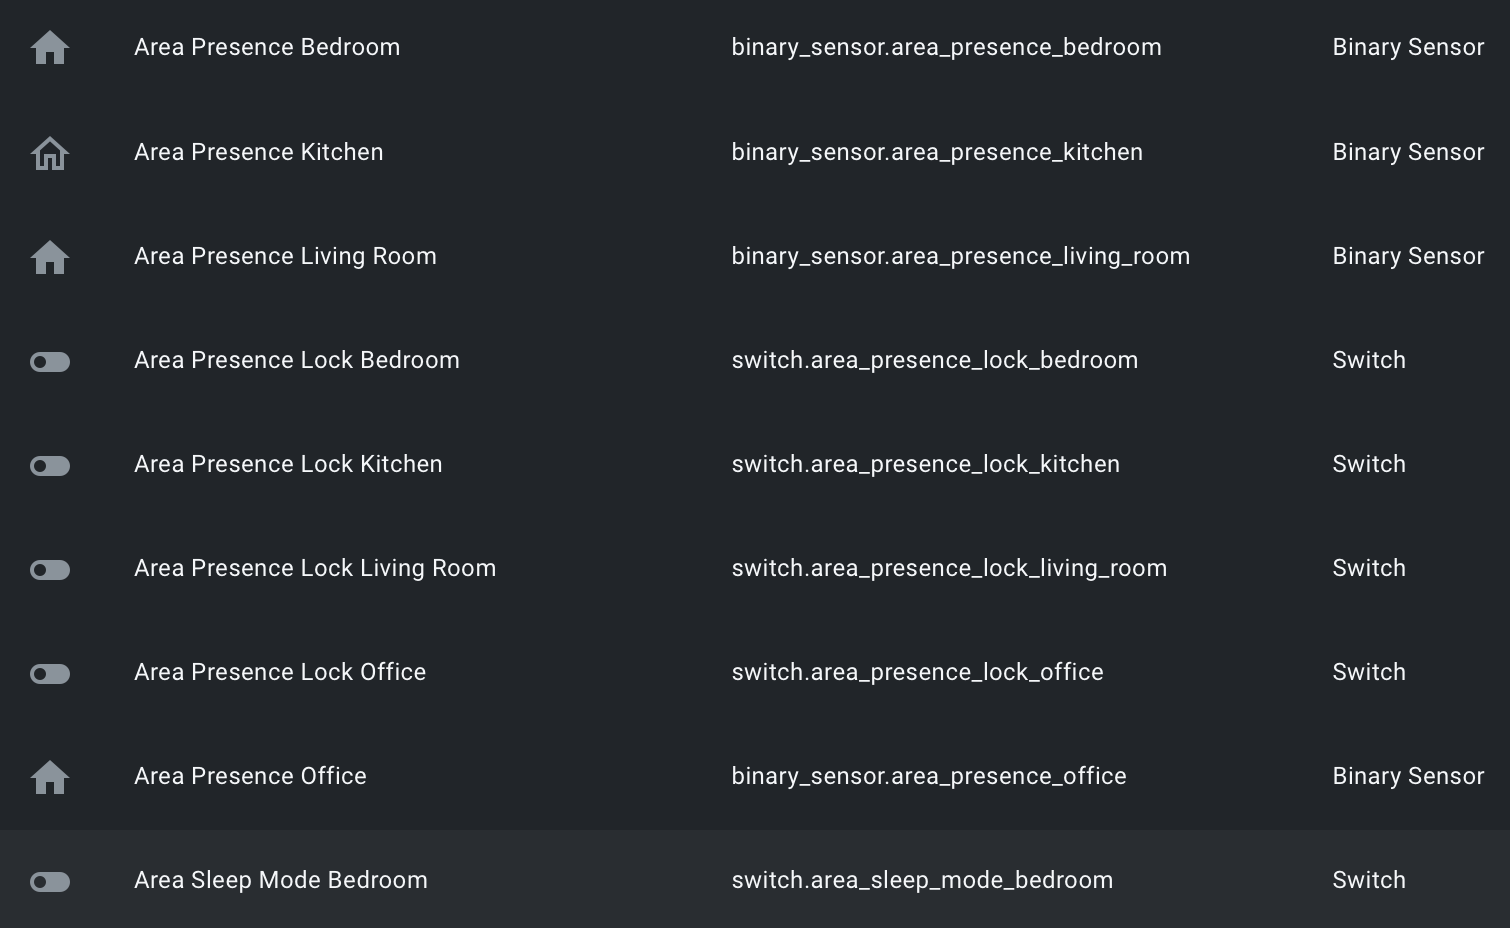 Area Presence Bedroom binary_sensor.area_presence_bedroom Binary Sensor
Area Presence Kitchen binary_sensor.area_presence_kitchen Binary Sensor
Area Presence Living Room binary_sensor.area_presence_living_room Binary Sensor
Area Presence Lock Bedroom switch.area_presence_lock_bedroom Switch
Area Presence Lock Kitchen switch.area_presence_lock_kitchen Switch
Area Presence Lock Living Room switch.area_presence_lock_living_room Switch
Area Presence Lock Office switch.area_presence_lock_office Switch
Area Presence Office binary_sensor.area_presence_office Binary Sensor
Area Sleep Mode Bedroom switch.area_sleep_mode_bedroom Switch